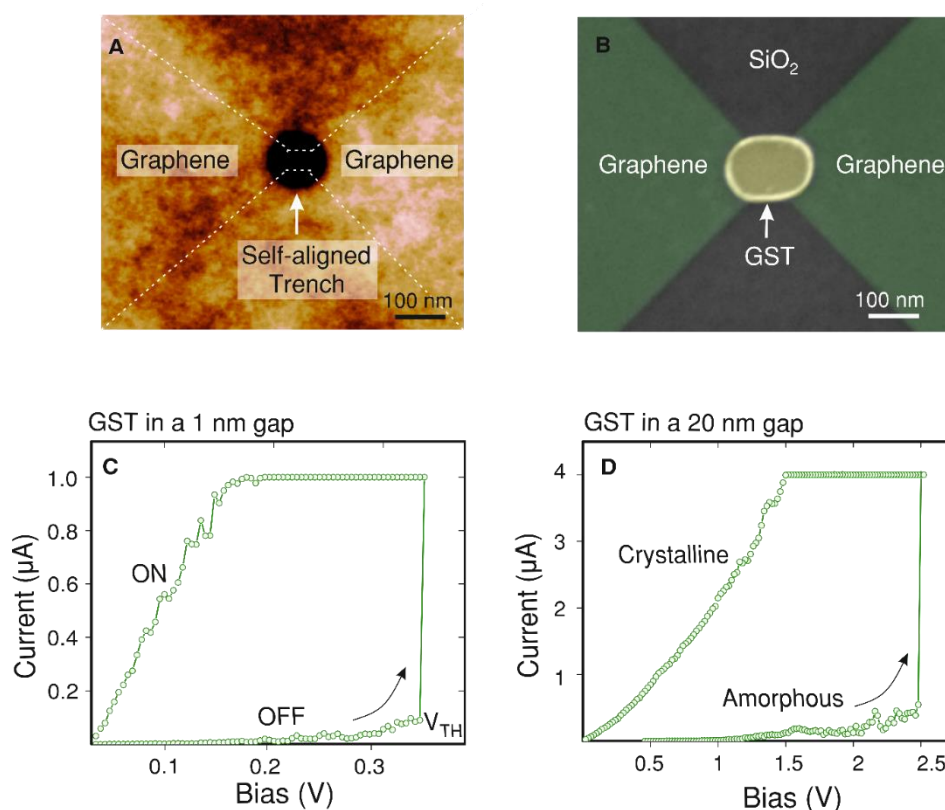 A
Graphene
Graphene
Self-aligned
Trench
100 nm
B
SiO₂
Graphene
Graphene
GST
100 nm
GST in a 1 nm gap
C
Current (μA)
1.0
0.8
0.6
0.4
0.2
ON
OFF
V_TH
0.1
0.2
0.3
Bias (V)
GST in a 20 nm gap
D
Current (μA)
4
3
2
1
Crystalline
Amorphous
0.5
1
1.5
2
2.5
Bias (V)